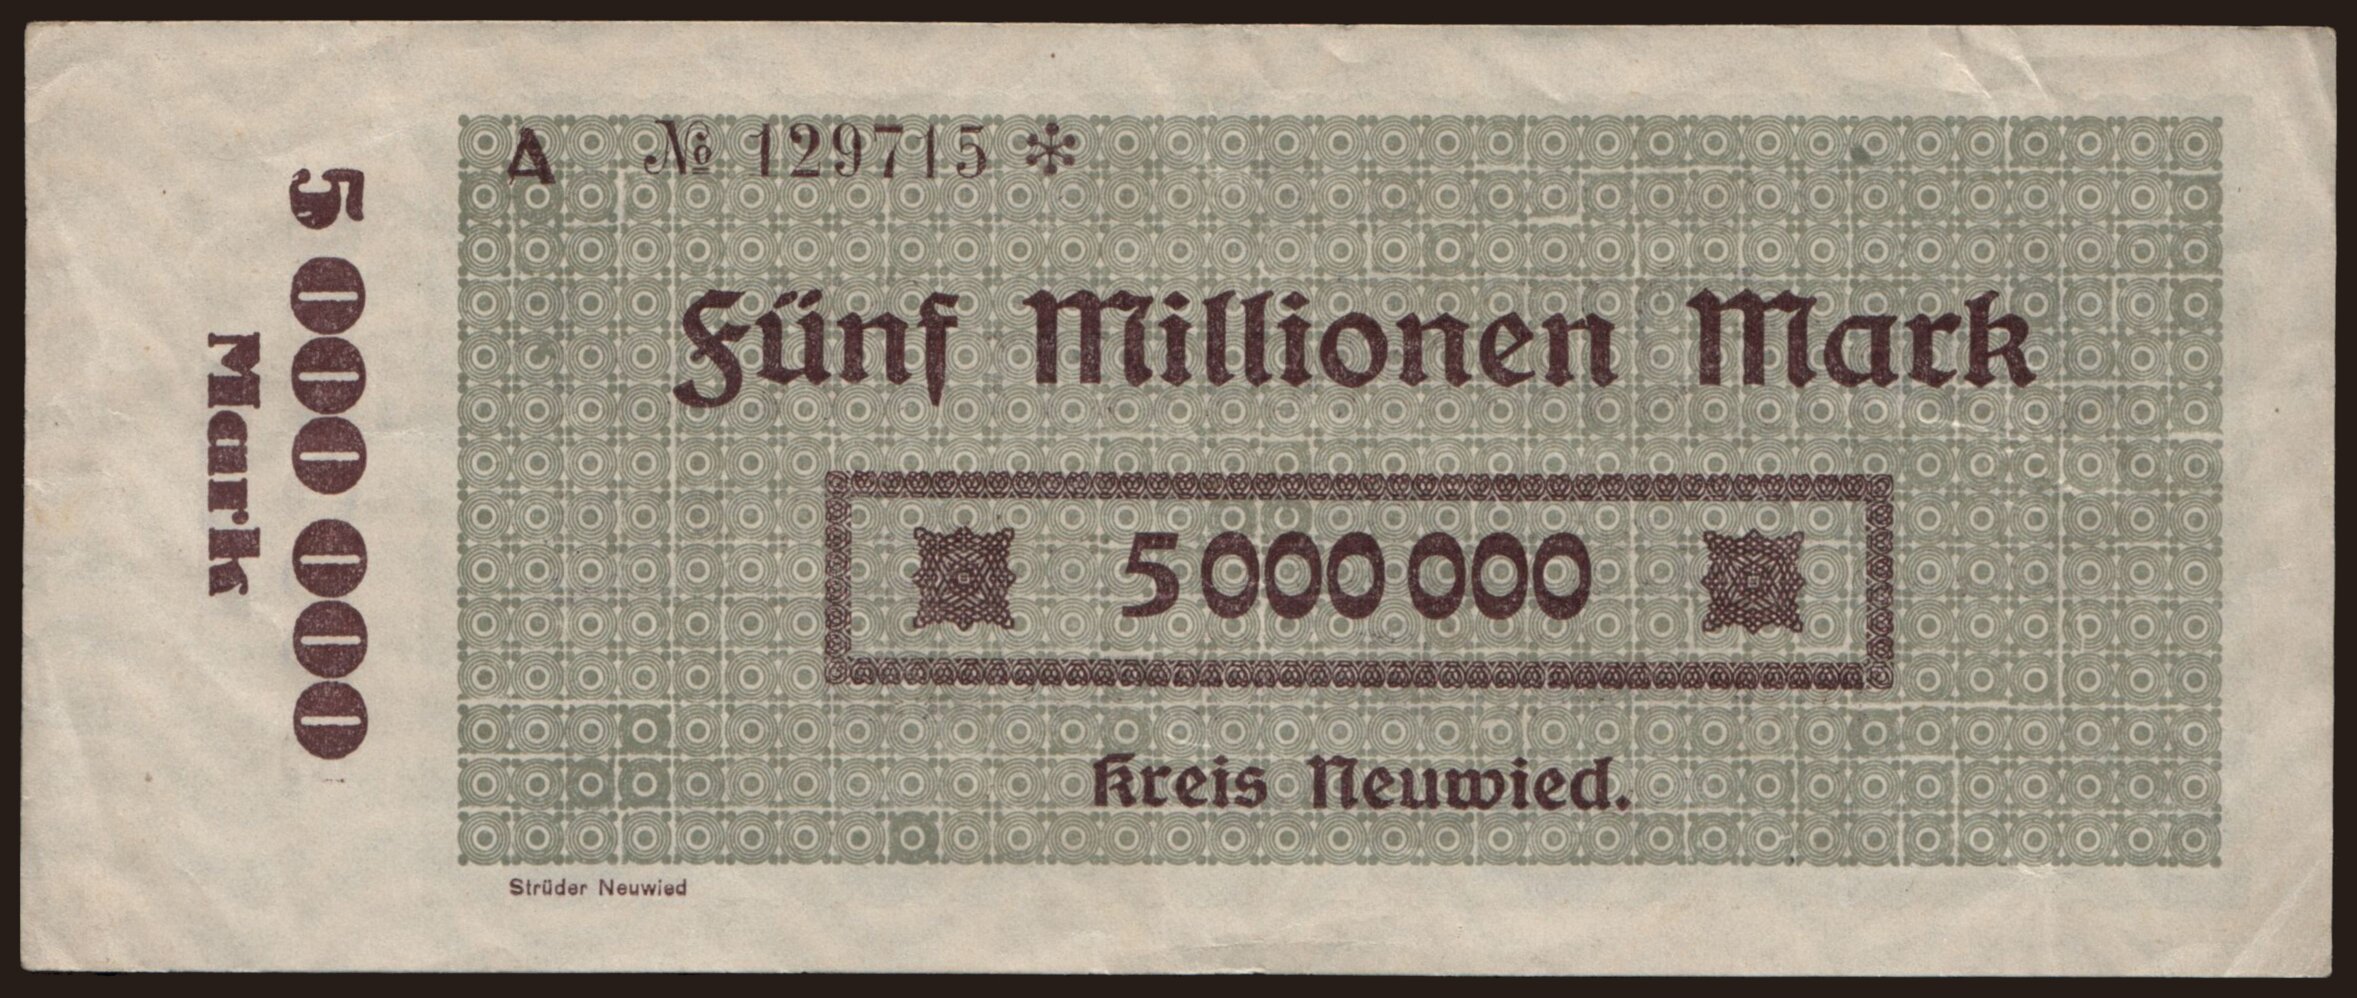 A № 129715 *
5 000 000
Mark
Fünf Millionen Mark
5 000 000
Kreis Neuwied.
Strüder Neuwied